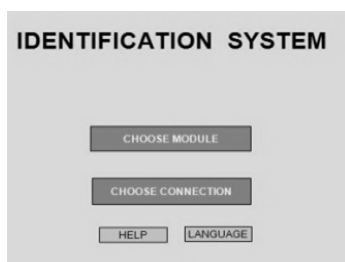 IDENTIFICATION SYSTEM
CHOOSE MODULE
CHOOSE CONNECTION
HELP LANGUAGE